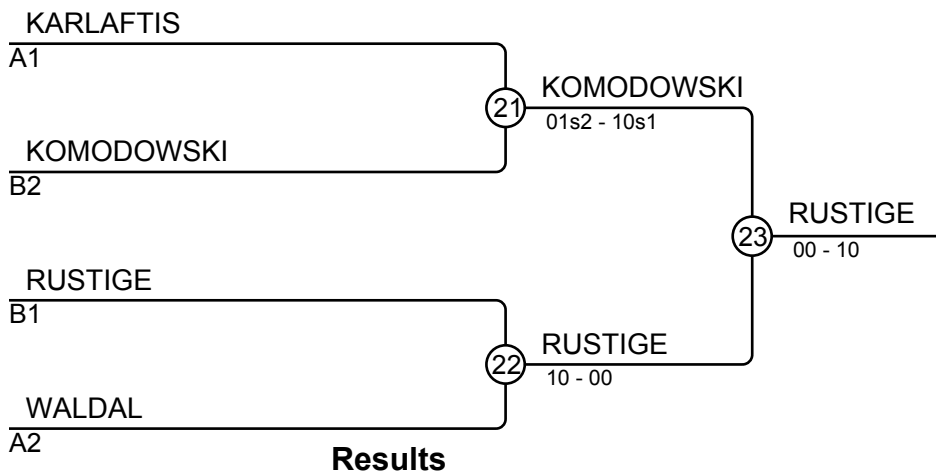 KARLAFTIS
A1
21
KOMODOWSKI
01s2 - 10s1
KOMODOWSKI
B2
23
RUSTIGE
00 - 10
RUSTIGE
B1
22
RUSTIGE
10 - 00
WALDAL
A2
Results